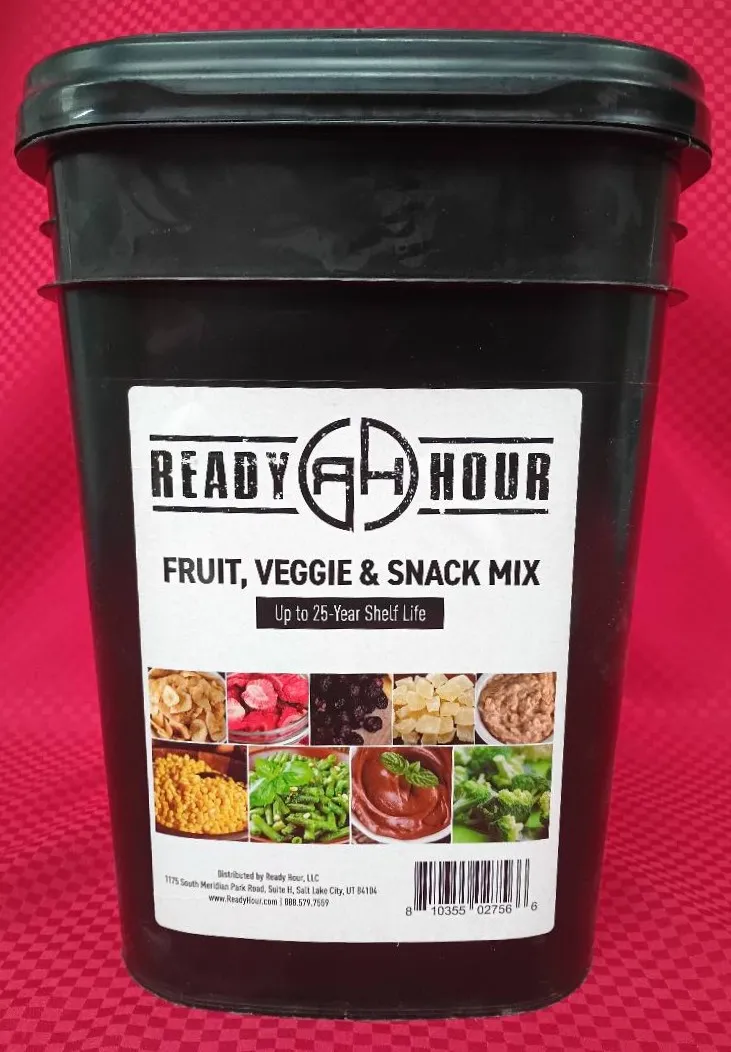 READY RH HOUR
FRUIT, VEGGIE & SNACK MIX
Up to 25-Year Shelf Life
Distributed by Ready Hour, LLC
1175 South Meridian Park Road, Suite H, Salt Lake City, UT 84104
www.ReadyHour.com | 888.579.7559
8 10355 02756 6